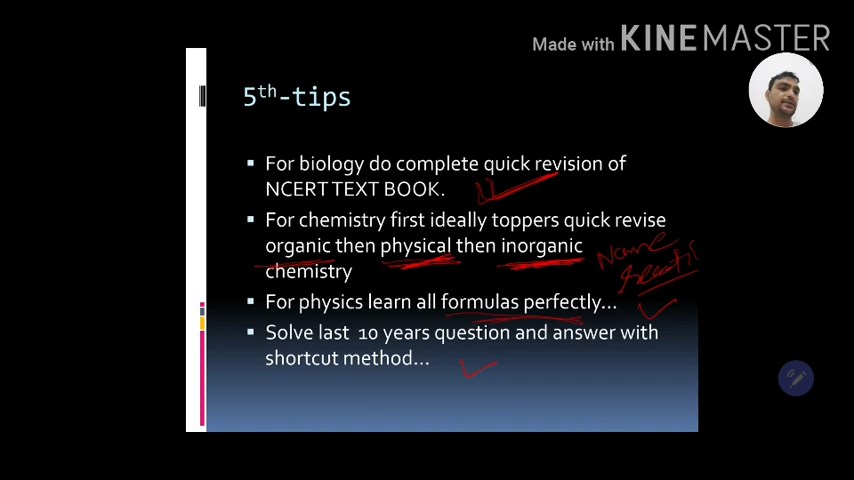 Made with KINEMASTER
5th-tips
For biology do complete quick revision of
NCERT TEXT BOOK.
For chemistry first ideally toppers quick revise
organic then physical then inorganic
chemistry
Name
For physics learn all formulas perfectly...
Solve last 10 years question and answer with
shortcut method...